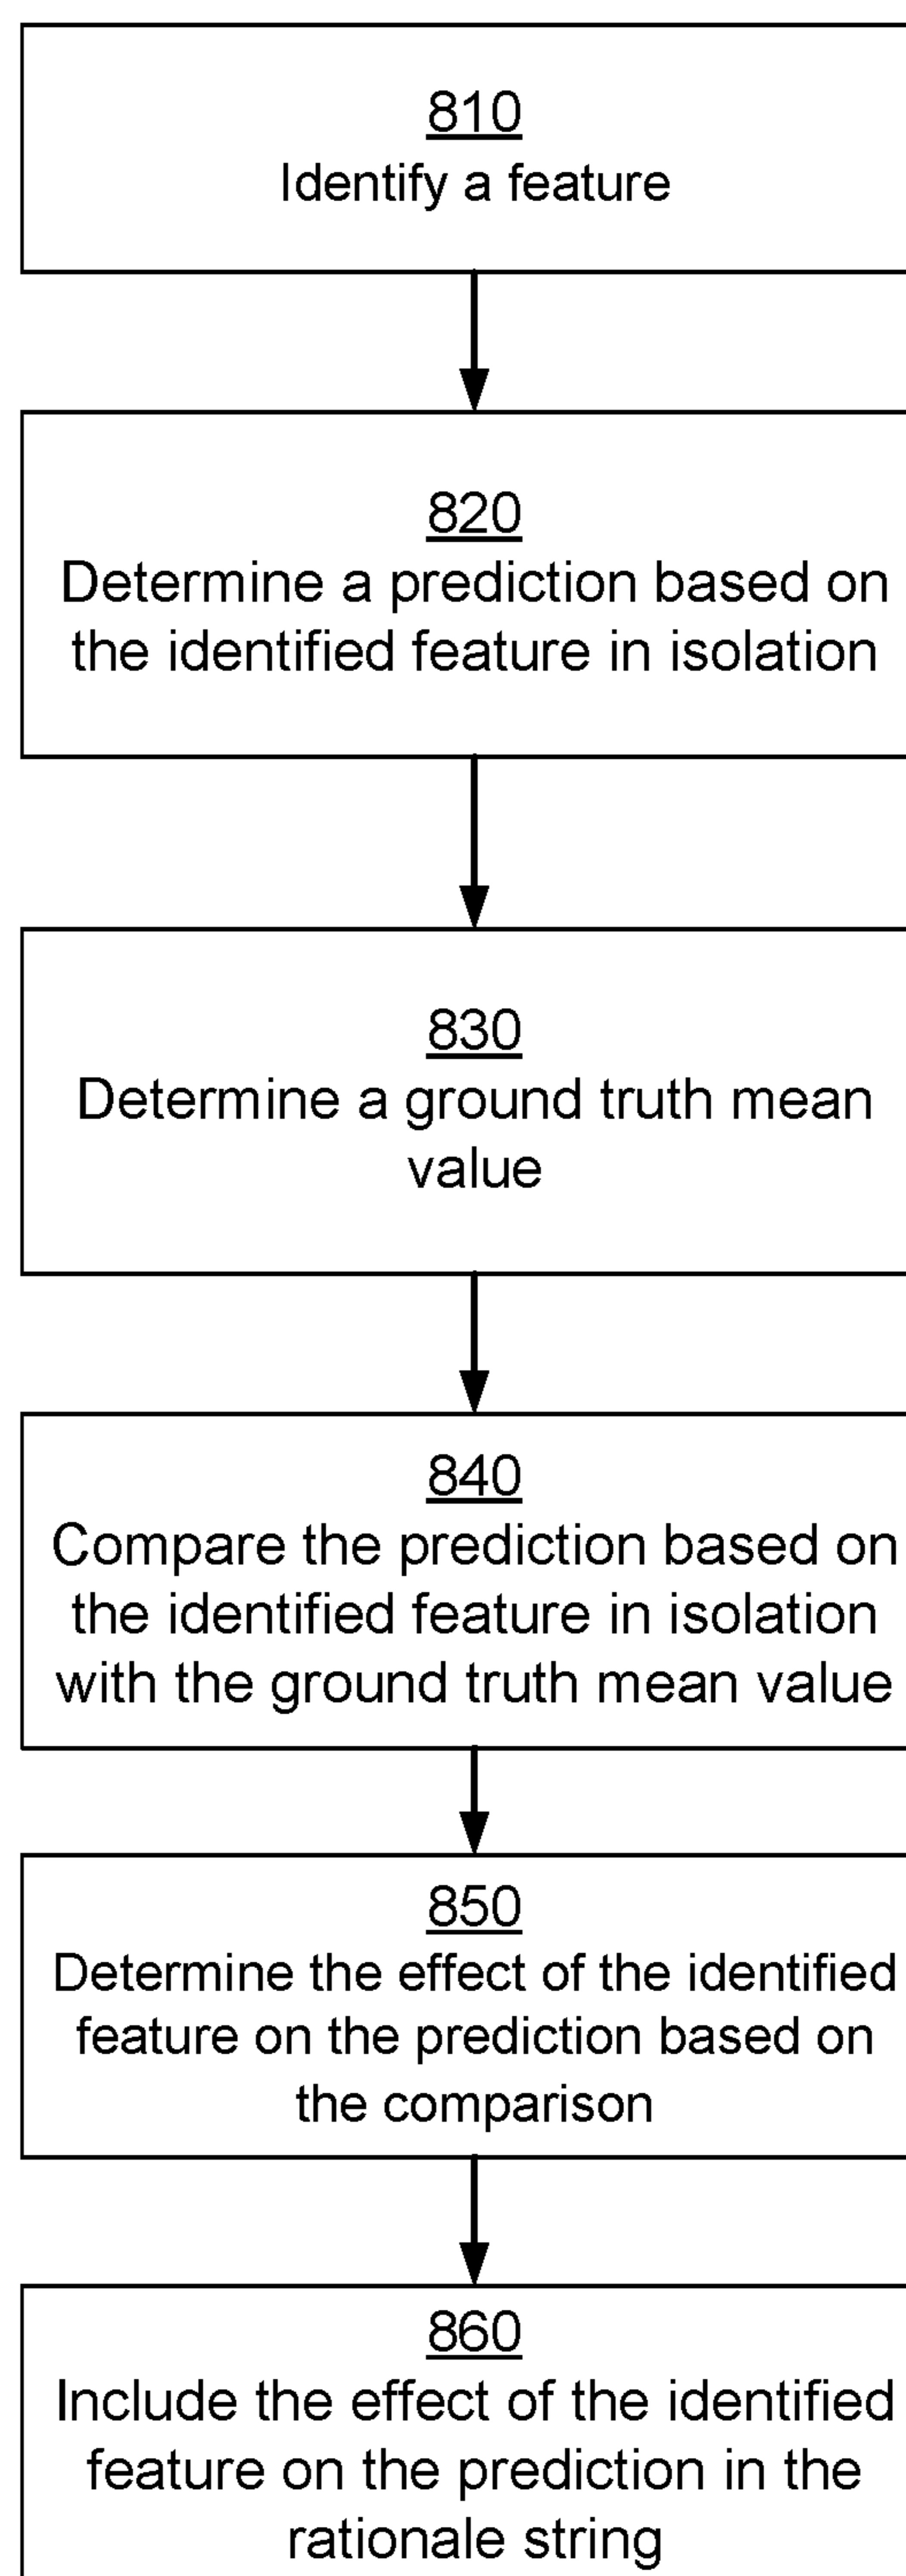 810
Identify a feature
820
Determine a prediction based on
the identified feature in isolation
830
Determine a ground truth mean
value
840
Compare the prediction based on
the identified feature in isolation
with the ground truth mean value
850
Determine the effect of the identified
feature on the prediction based on
the comparison
860
Include the effect of the identified
feature on the prediction in the
rationale string